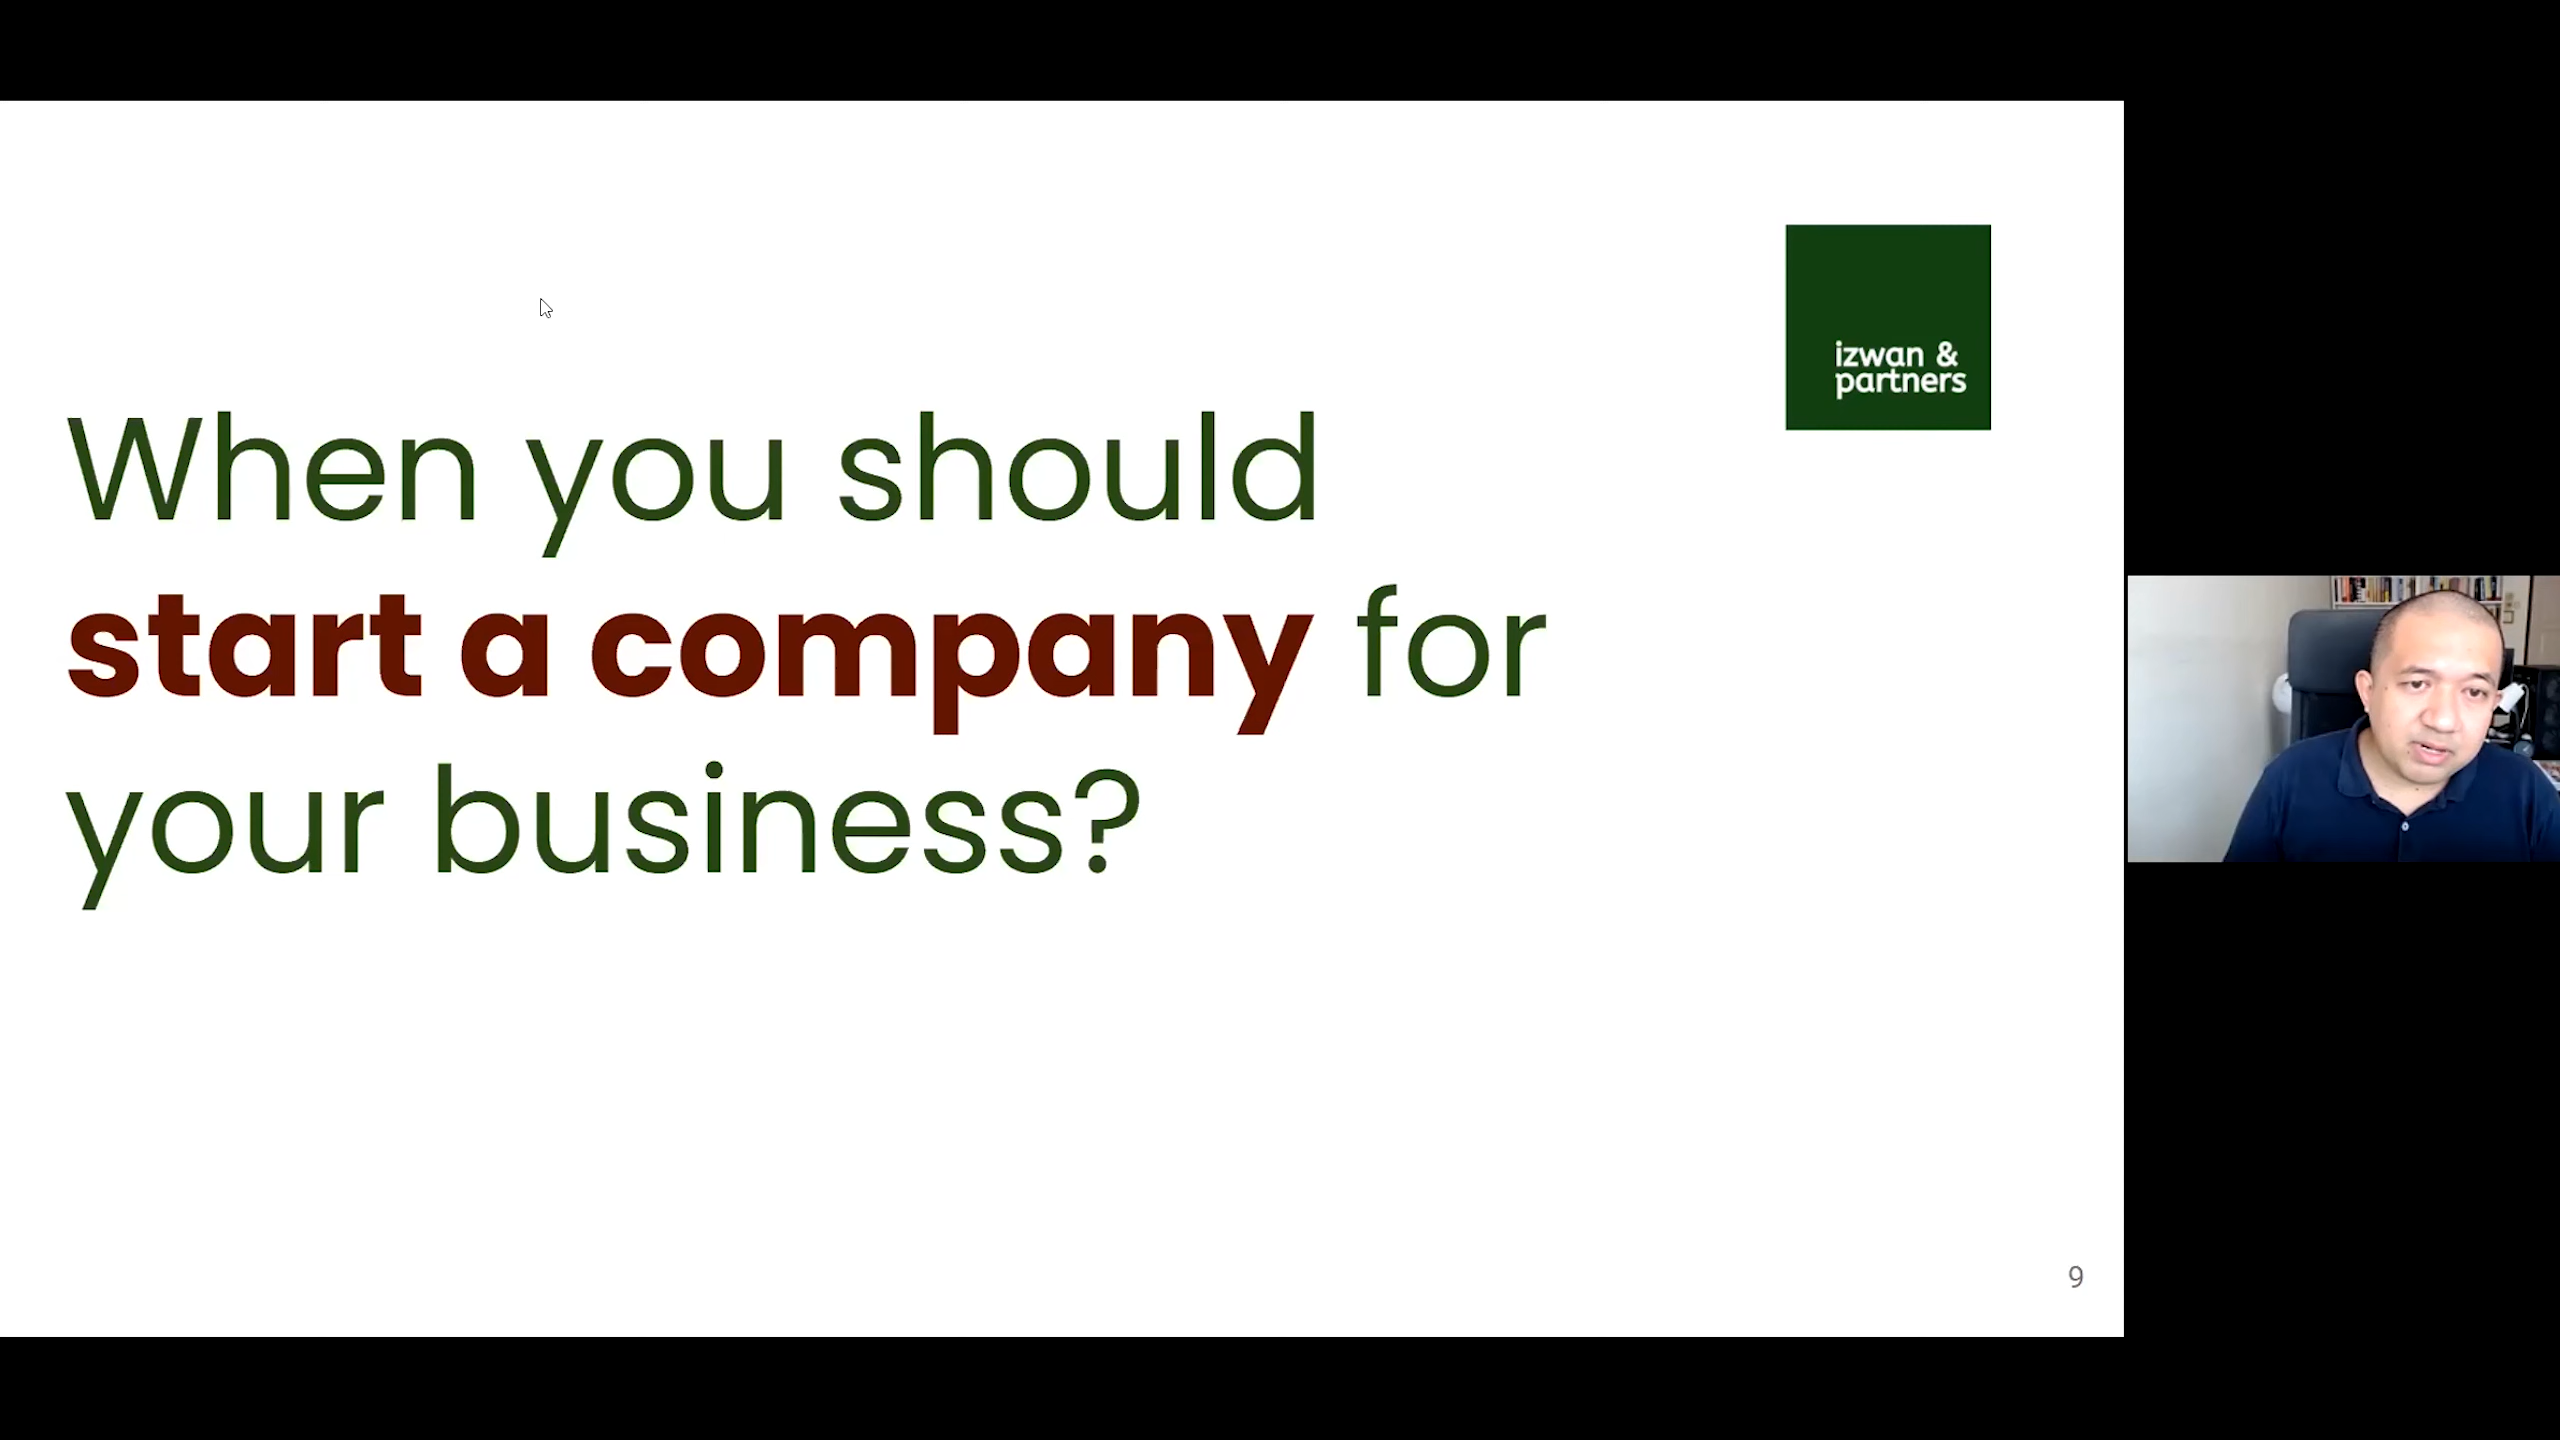 izwan &
partners
When you should
start a company for
your business?
9